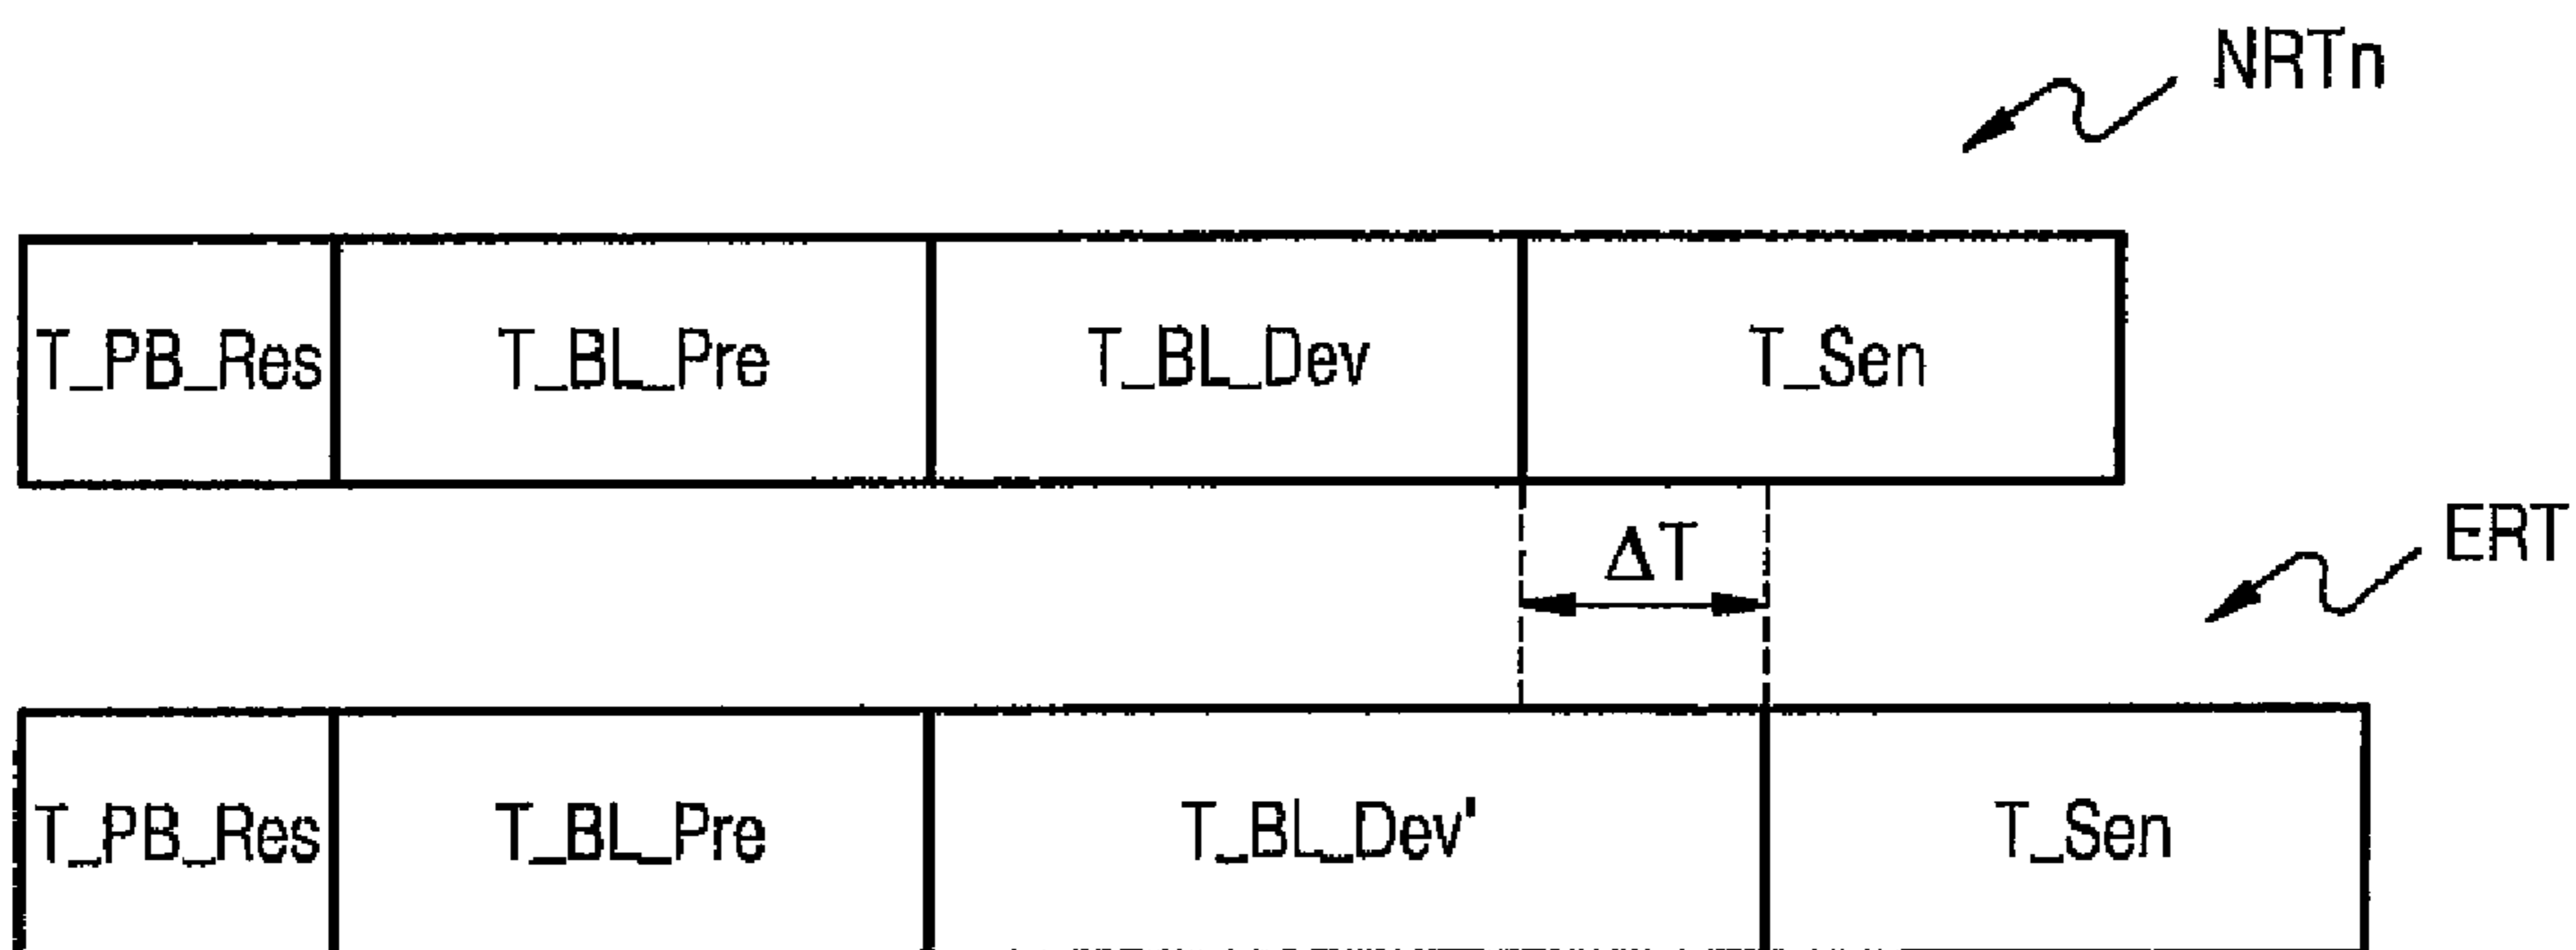 NRTn
T_PB_Res T_BL_Pre T_BL_Dev T_Sen
ΔT
ERT
T_PB_Res T_BL_Pre T_BL_Dev' T_Sen